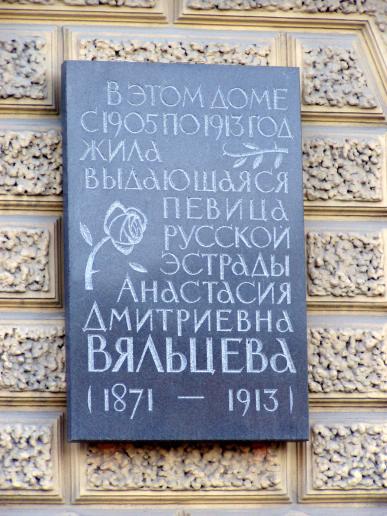 В ЭТОМ ДОМЕ
С 1905 ПО 1913 ГОД
ЖИЛА
ВЫДАЮЩАЯСЯ
ПЕВИЦА
РУССКОЙ
ЭСТРАДЫ
АНАСТАСИЯ
ДМИТРИЕВНА
ВЯЛЬЦЕВА
(1871 — 1913)